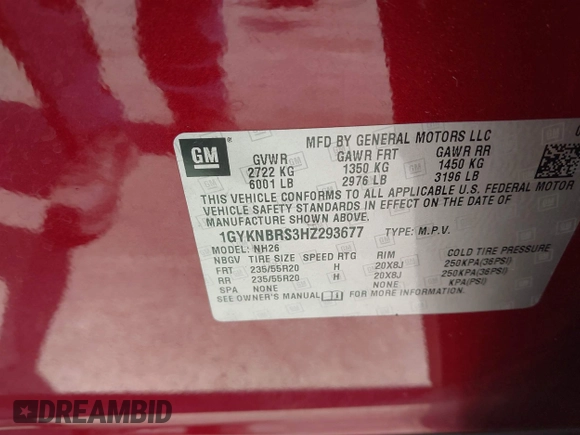 MFD BY GENERAL MOTORS LLC
GM
GVWR GAWR FRT GAWR RR
2722 KG 1350 KG 1450 KG
6001 LB 2976 LB 3196 LB
THIS VEHICLE CONFORMS TO ALL APPLICABLE U.S. FEDERAL
VEHICLE SAFETY STANDARDS IN EFFECT ON THE DATE OF
MANUFACTURE SHOWN ABOVE.
1GYKNBRS3HZ293677 TYPE: M.P.V.
MODEL: NH26
NBGV TIRE SIZE SPEED RTG RIM COLD TIRE PRESSURE
FRT 235/55R20 H 20X8J 250KPA(36PSI)
RR 235/55R20 H 20X8J 250KPA(36PSI)
SPA NONE NONE KPA(PSI)
SEE OWNER'S MANUAL FOR MORE INFORMATION.
DREAMBID